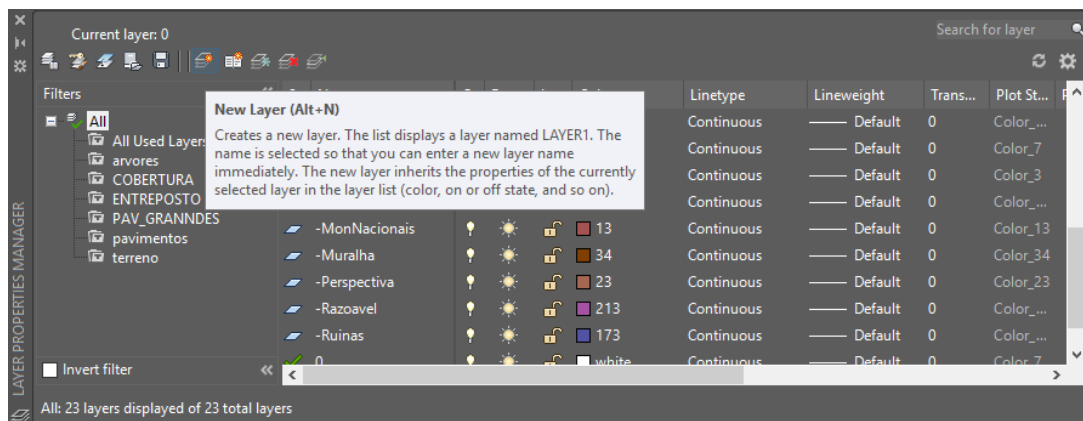 Current layer: 0
Search for layer
Filters
Linetype
Lineweight
Trans...
Plot St...
New Layer (Alt+N)
Creates a new layer. The list displays a layer named LAYER1. The
name is selected so that you can enter a new layer name
immediately. The new layer inherits the properties of the currently
selected layer in the layer list (color, on or off state, and so on).
All
All Used Layers
arvores
COBERTURA
ENTREPOSTO
PAV_GRANNDES
pavimentos
terreno
Continuous Default 0 Color_...
Continuous Default 0 Color_7
Continuous Default 0 Color_3
Continuous Default 0 Color_...
-MonNacionais 13 Continuous Default 0 Color_13
-Muralha 34 Continuous Default 0 Color_34
-Perspectiva 23 Continuous Default 0 Color_23
-Razoavel 213 Continuous Default 0 Color_...
-Ruinas 173 Continuous Default 0 Color_...
0 white Continuous Default 0 Color_7
Invert filter
All: 23 layers displayed of 23 total layers
LAYER PROPERTIES MANAGER